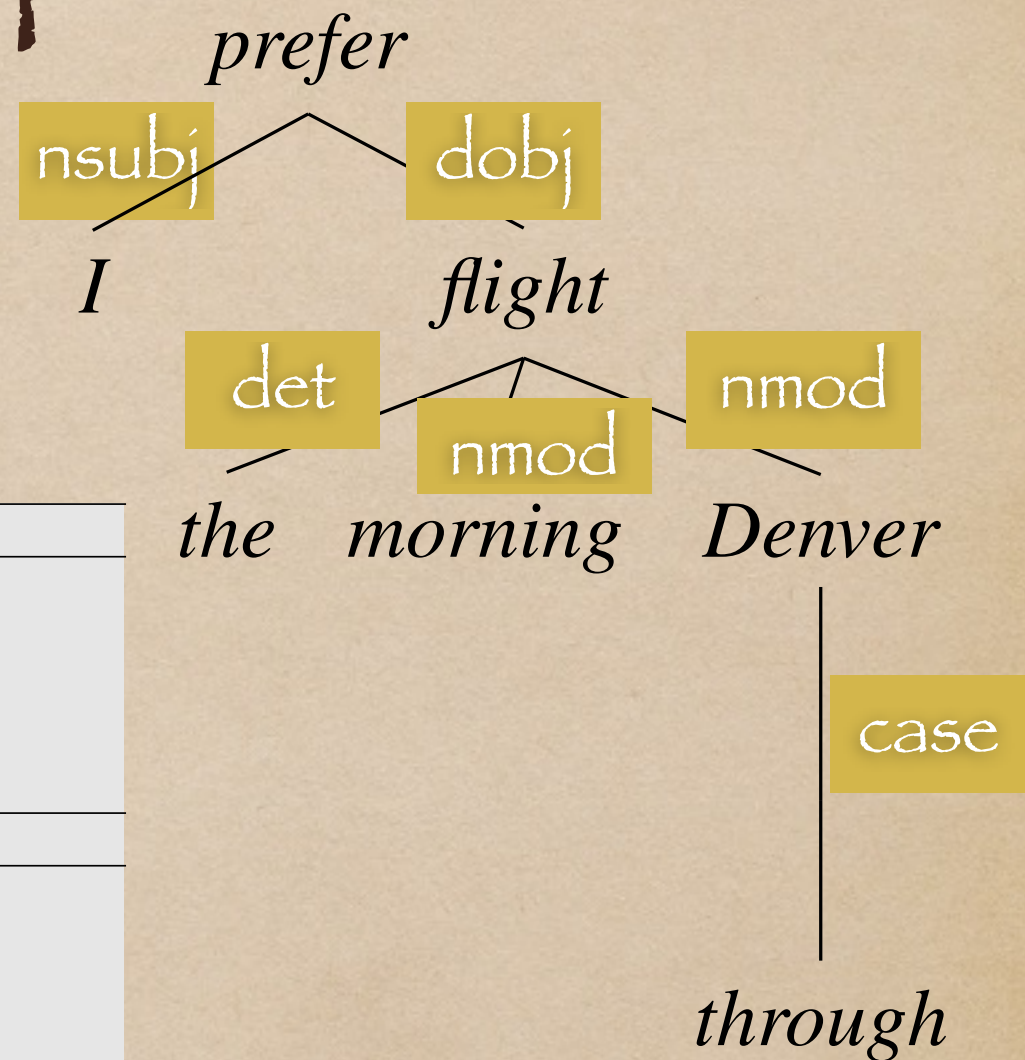 prefer
nsubj dobj
I flight
det nmod nmod
the morning Denver
case
through